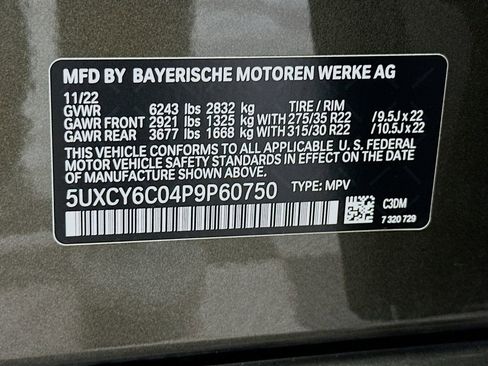 MFD BY BAYERISCHE MOTOREN WERKE AG
11/22
GVWR 6243 lbs 2832 kg TIRE / RIM
GAWR FRONT 2921 lbs 1325 kg WITH 275/35 R22 / 9.5J x 22
GAWR REAR 3677 lbs 1668 kg WITH 315/30 R22 / 10.5J x 22
THIS VEHICLE CONFORMS TO ALL APPLICABLE U. S. FEDERAL
MOTOR VEHICLE SAFETY STANDARDS IN EFFECT ON THE DATE
OF MANUFACTURE SHOWN ABOVE.
5UXCY6C04P9P60750 TYPE: MPV
C3DM
7 320 729